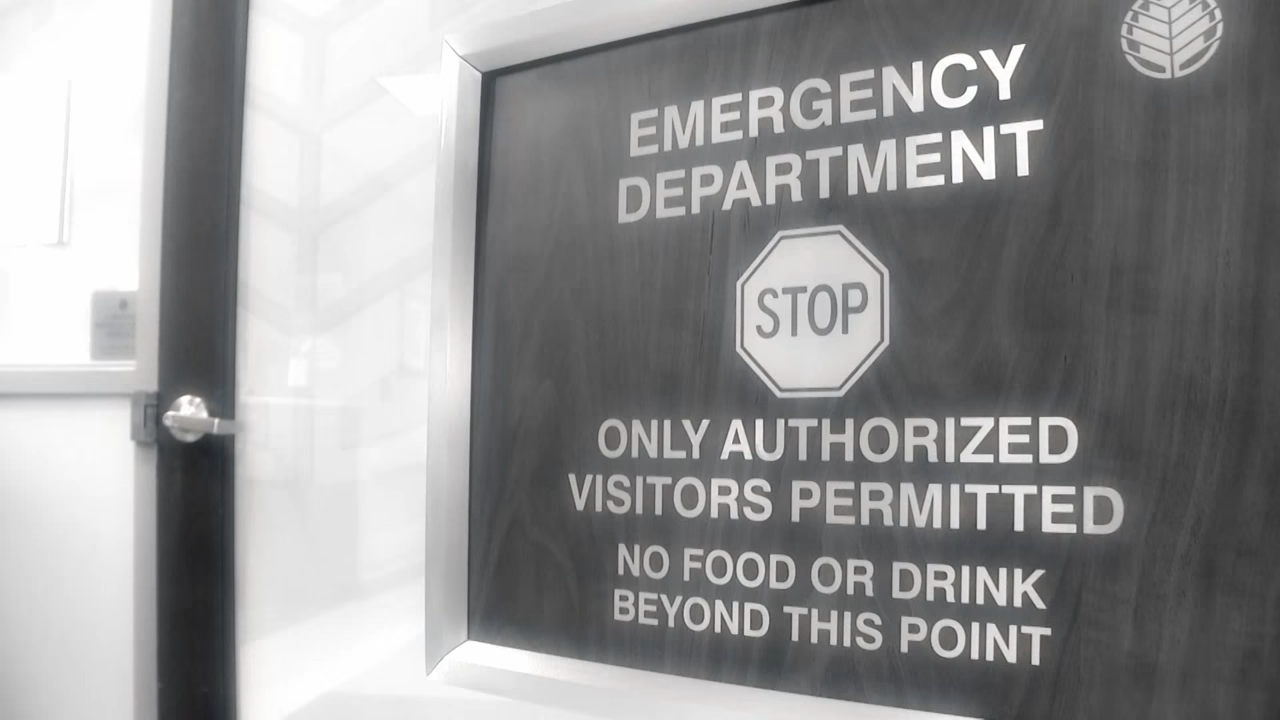 EMERGENCY
DEPARTMENT
STOP
ONLY AUTHORIZED
VISITORS PERMITTED
NO FOOD OR DRINK
BEYOND THIS POINT